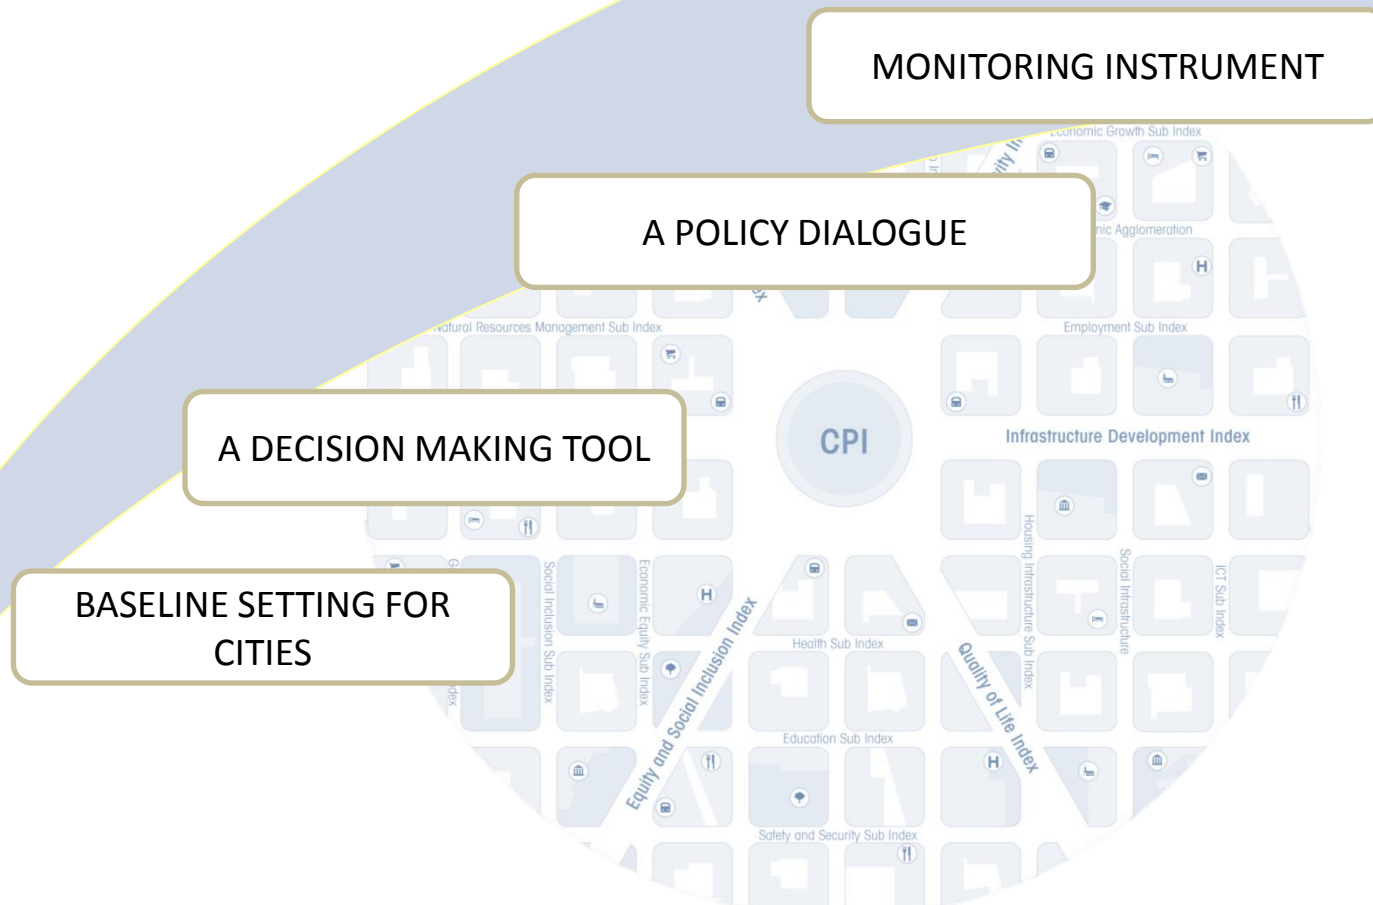 MONITORING INSTRUMENT
Economic Growth Sub Index
A POLICY DIALOGUE
Agglomeration
Natural Resources Management Sub Index
Employment Sub Index
A DECISION MAKING TOOL
CPI
Infrastructure Development Index
BASELINE SETTING FOR
CITIES
Social Inclusion Sub Index
Economic Equity Sub Index
Equity and Social Inclusion Index
Housing Infrastructure Sub Index
Social Infrastructure
ICT Sub Index
H
H
H
Health Sub Index
Quality of Life Index
Education Sub Index
Safety and Security Sub Index